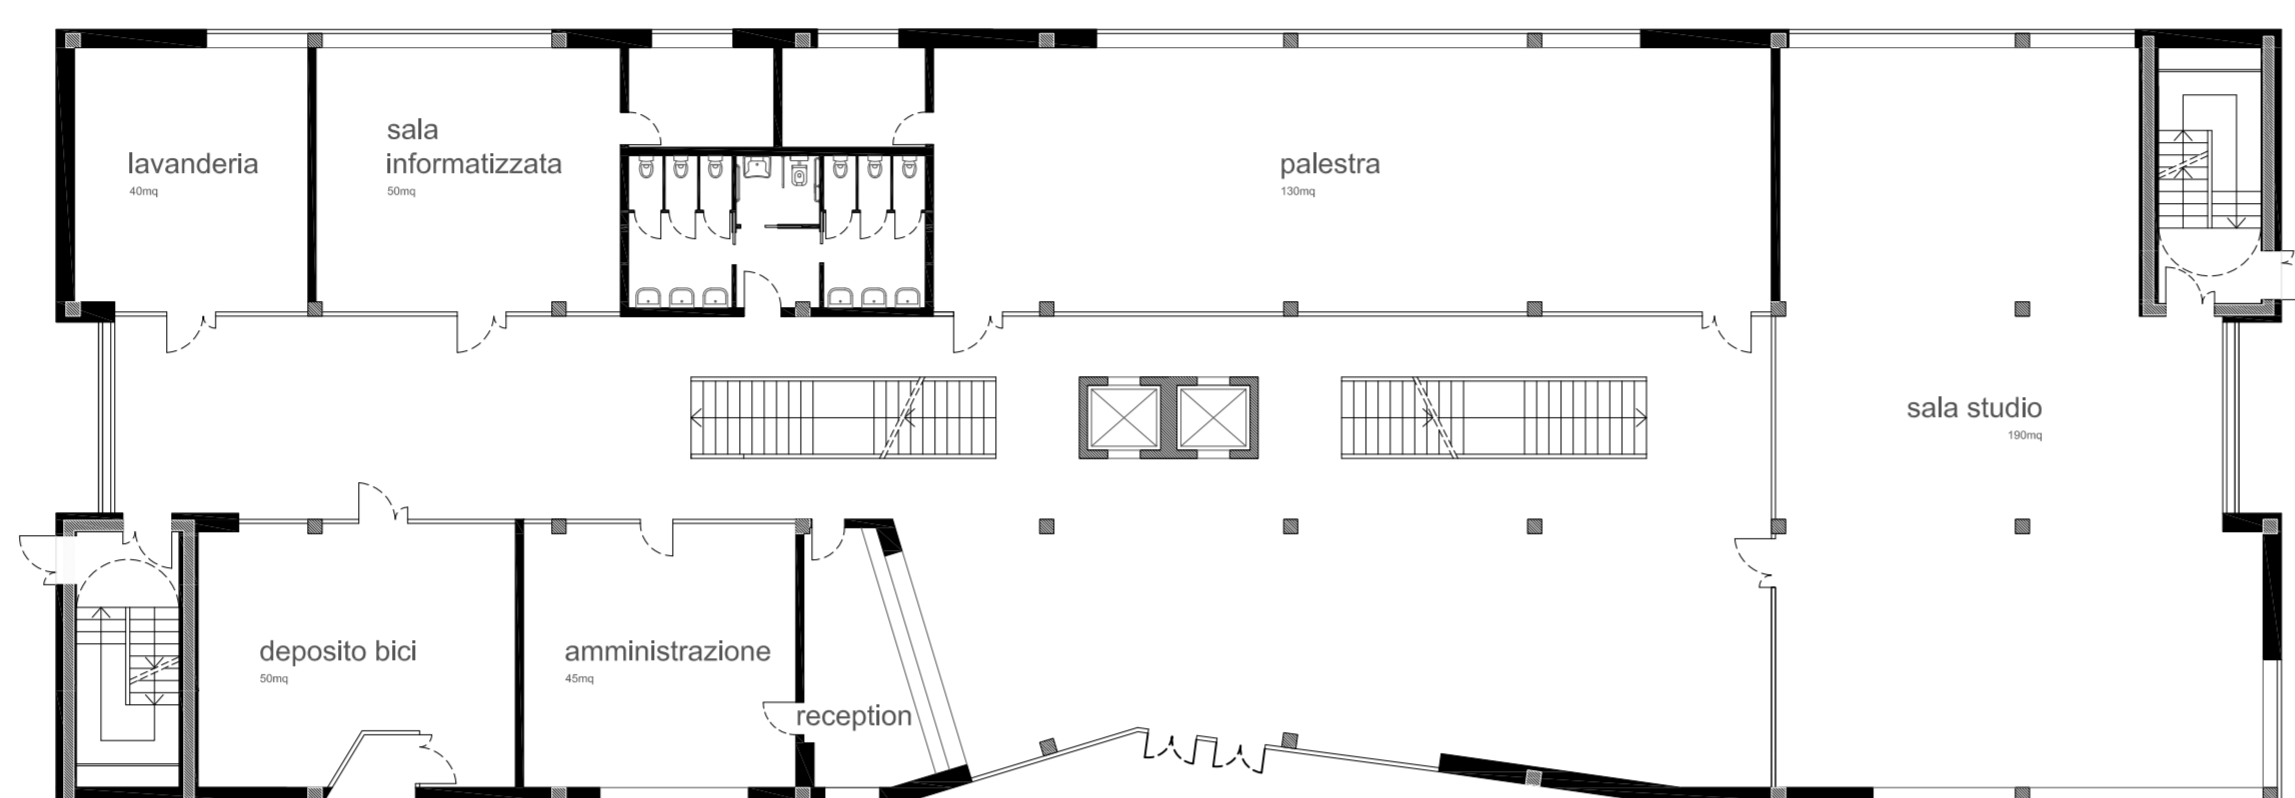 lavanderia
40mq
sala
informatizzata
50mq
palestra
130mq
sala studio
190mq
deposito bici
50mq
amministrazione
45mq
reception